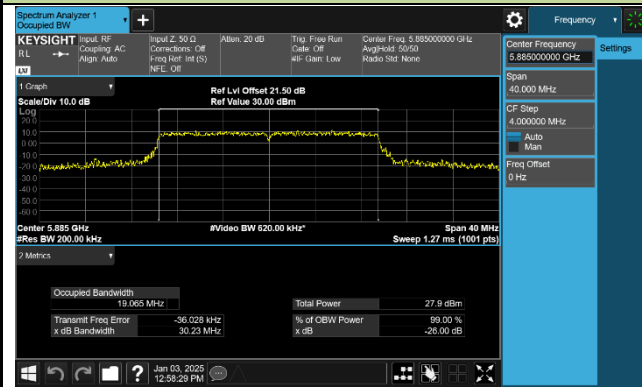 Spectrum Analyzer 1
Occupied BW
Frequency
KEYSIGHT
RL
LXI
Input: RF
Coupling: AC
Align: Auto
Input Z: 50 Ω
Corrections: Off
Freq Ref: Int (S)
NFE: Off
Atten: 20 dB
Trig: Free Run
Gate: Off
#IF Gain: Low
Center Freq: 5.885000000 GHz
Avg|Hold: 50/50
Radio Std: None
Center Frequency
5.885000000 GHz
Settings
Span
40.000 MHz
CF Step
4.000000 MHz
Auto
Man
Freq Offset
0 Hz
1 Graph
Scale/Div 10.0 dB
Ref Lvl Offset 21.50 dB
Ref Value 30.00 dBm
Log
20.0
10.0
0.00
-10.0
-20.0
-30.0
-40.0
-50.0
-60.0
Center 5.885 GHz
#Res BW 200.00 kHz
#Video BW 620.00 kHz*
Span 40 MHz
Sweep 1.27 ms (1001 pts)
2 Metrics
Occupied Bandwidth
19.065 MHz
Total Power 27.9 dBm
Transmit Freq Error -36.028 kHz
% of OBW Power 99.00 %
x dB Bandwidth 30.23 MHz
x dB -26.00 dB
Jan 03, 2025
12:58:29 PM